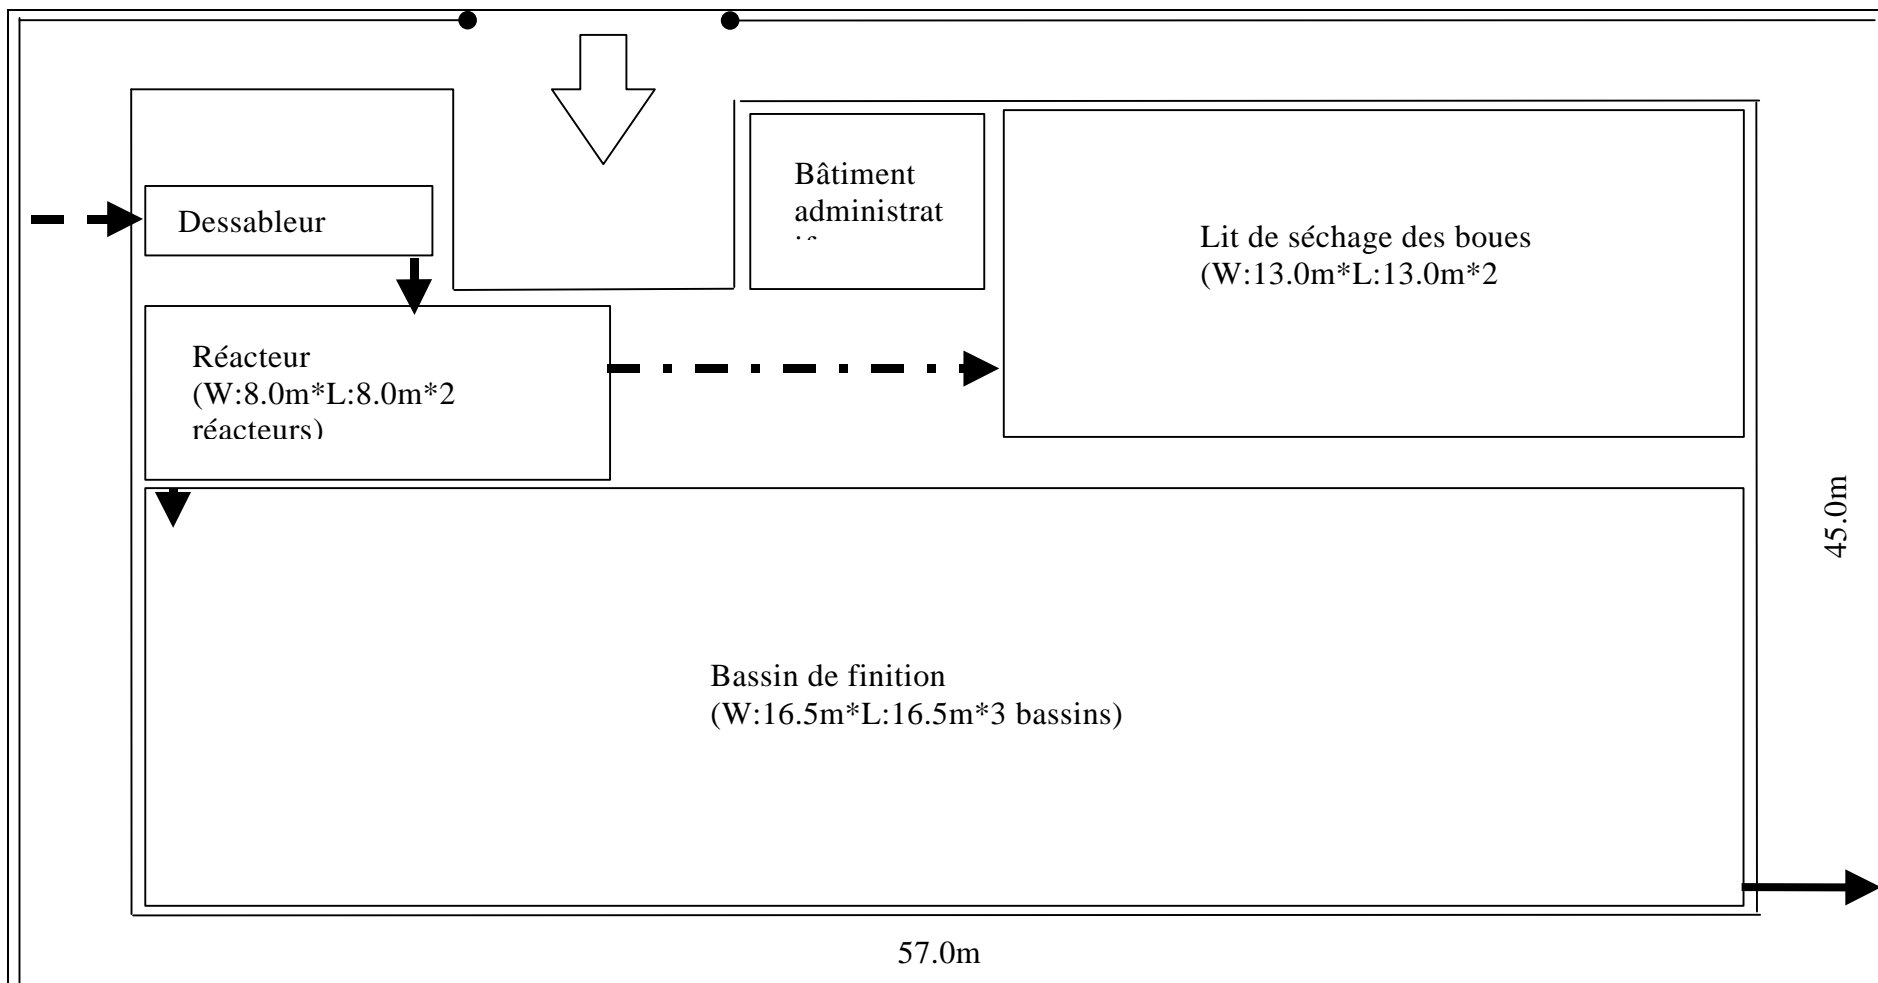 Bâtiment
administrat
Dessableur
Lit de séchage des boues
(W:13.0m*L:13.0m*2
Réacteur
(W:8.0m*L:8.0m*2
réacteurs)
45.0m
Bassin de finition
(W:16.5m*L:16.5m*3 bassins)
57.0m